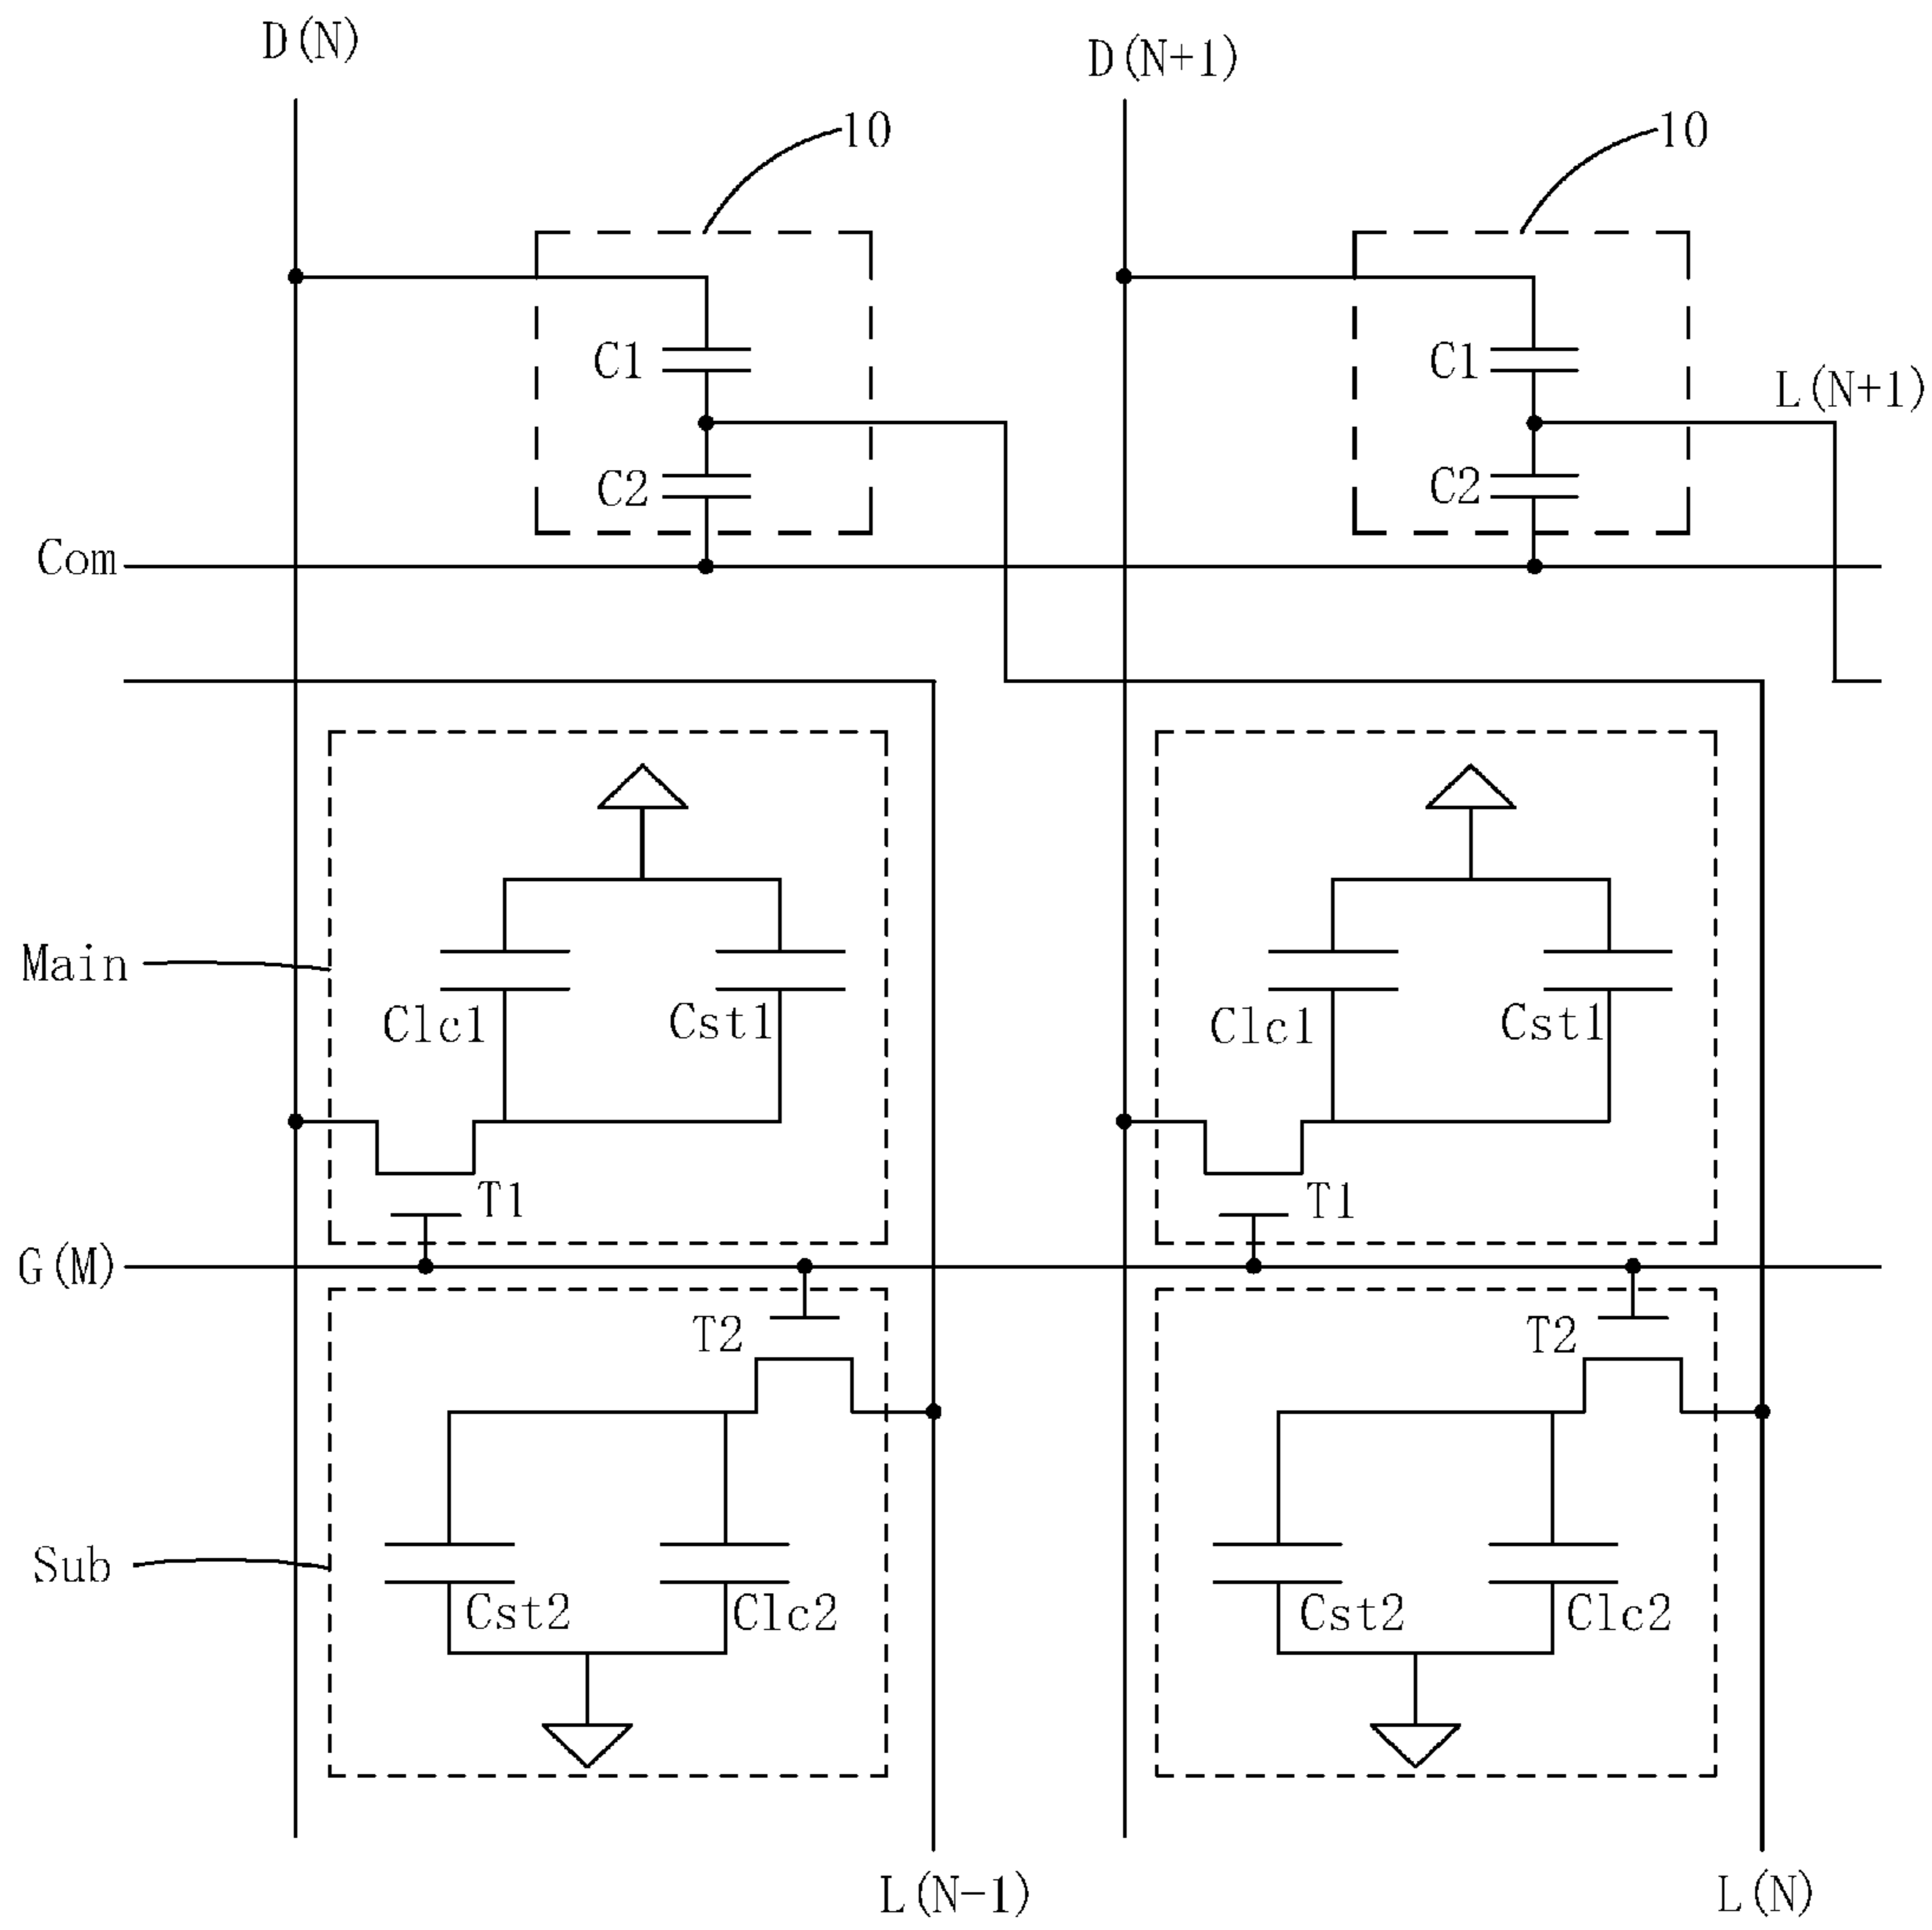 D(N)
D(N+1)
10
10
C1
C1
L(N+1)
C2
C2
Com
Main
Clc1
Cst1
Clc1
Cst1
T1
T1
G(M)
T2
T2
Sub
Cst2
Clc2
Cst2
Clc2
L(N-1)
L(N)